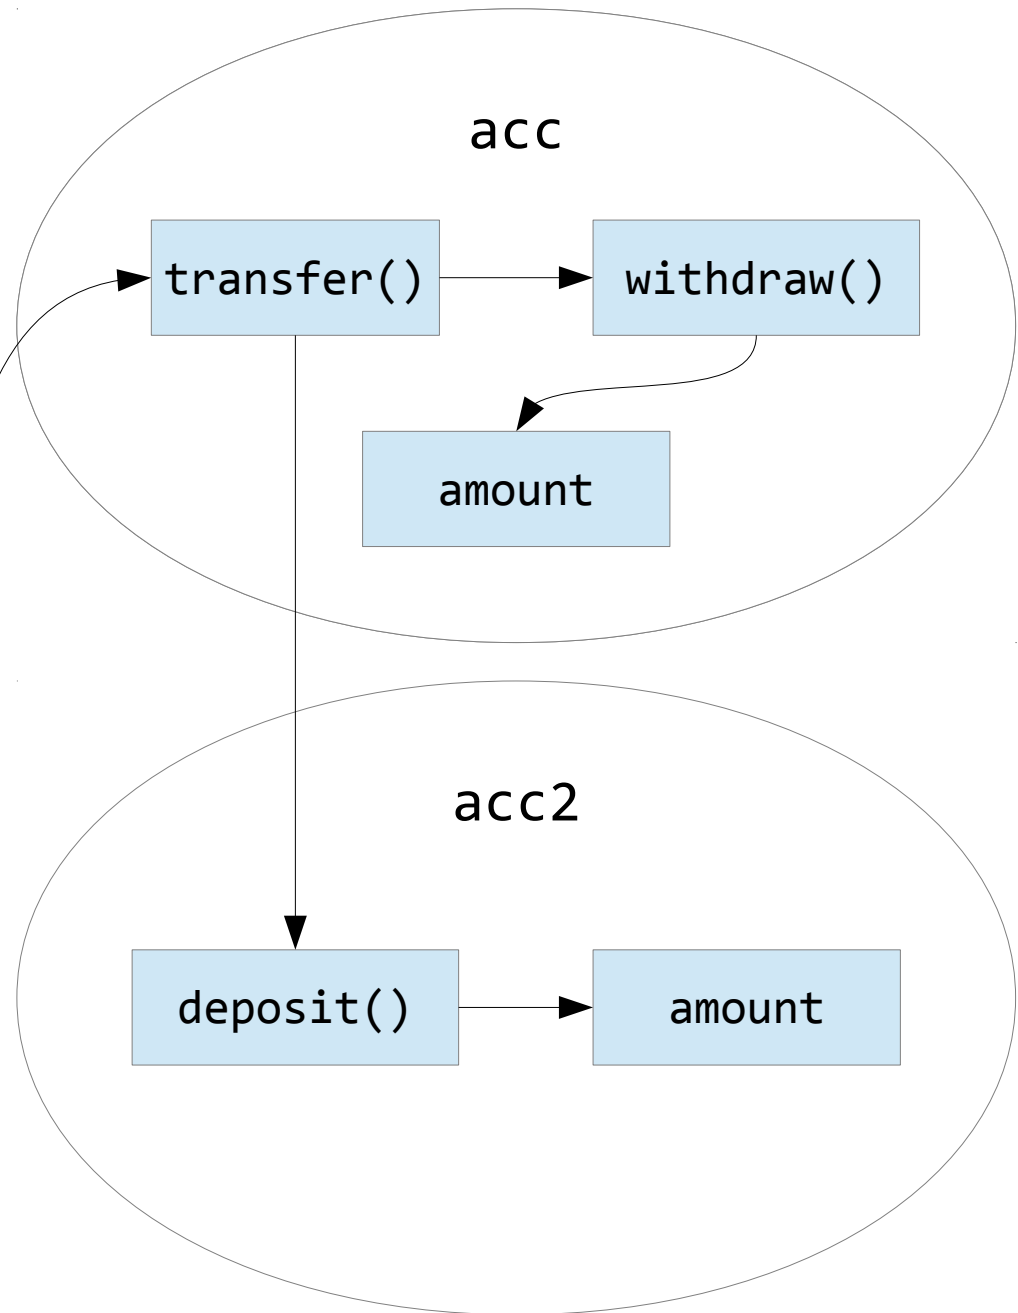 acc
transfer()
withdraw()
amount
acc2
deposit()
amount